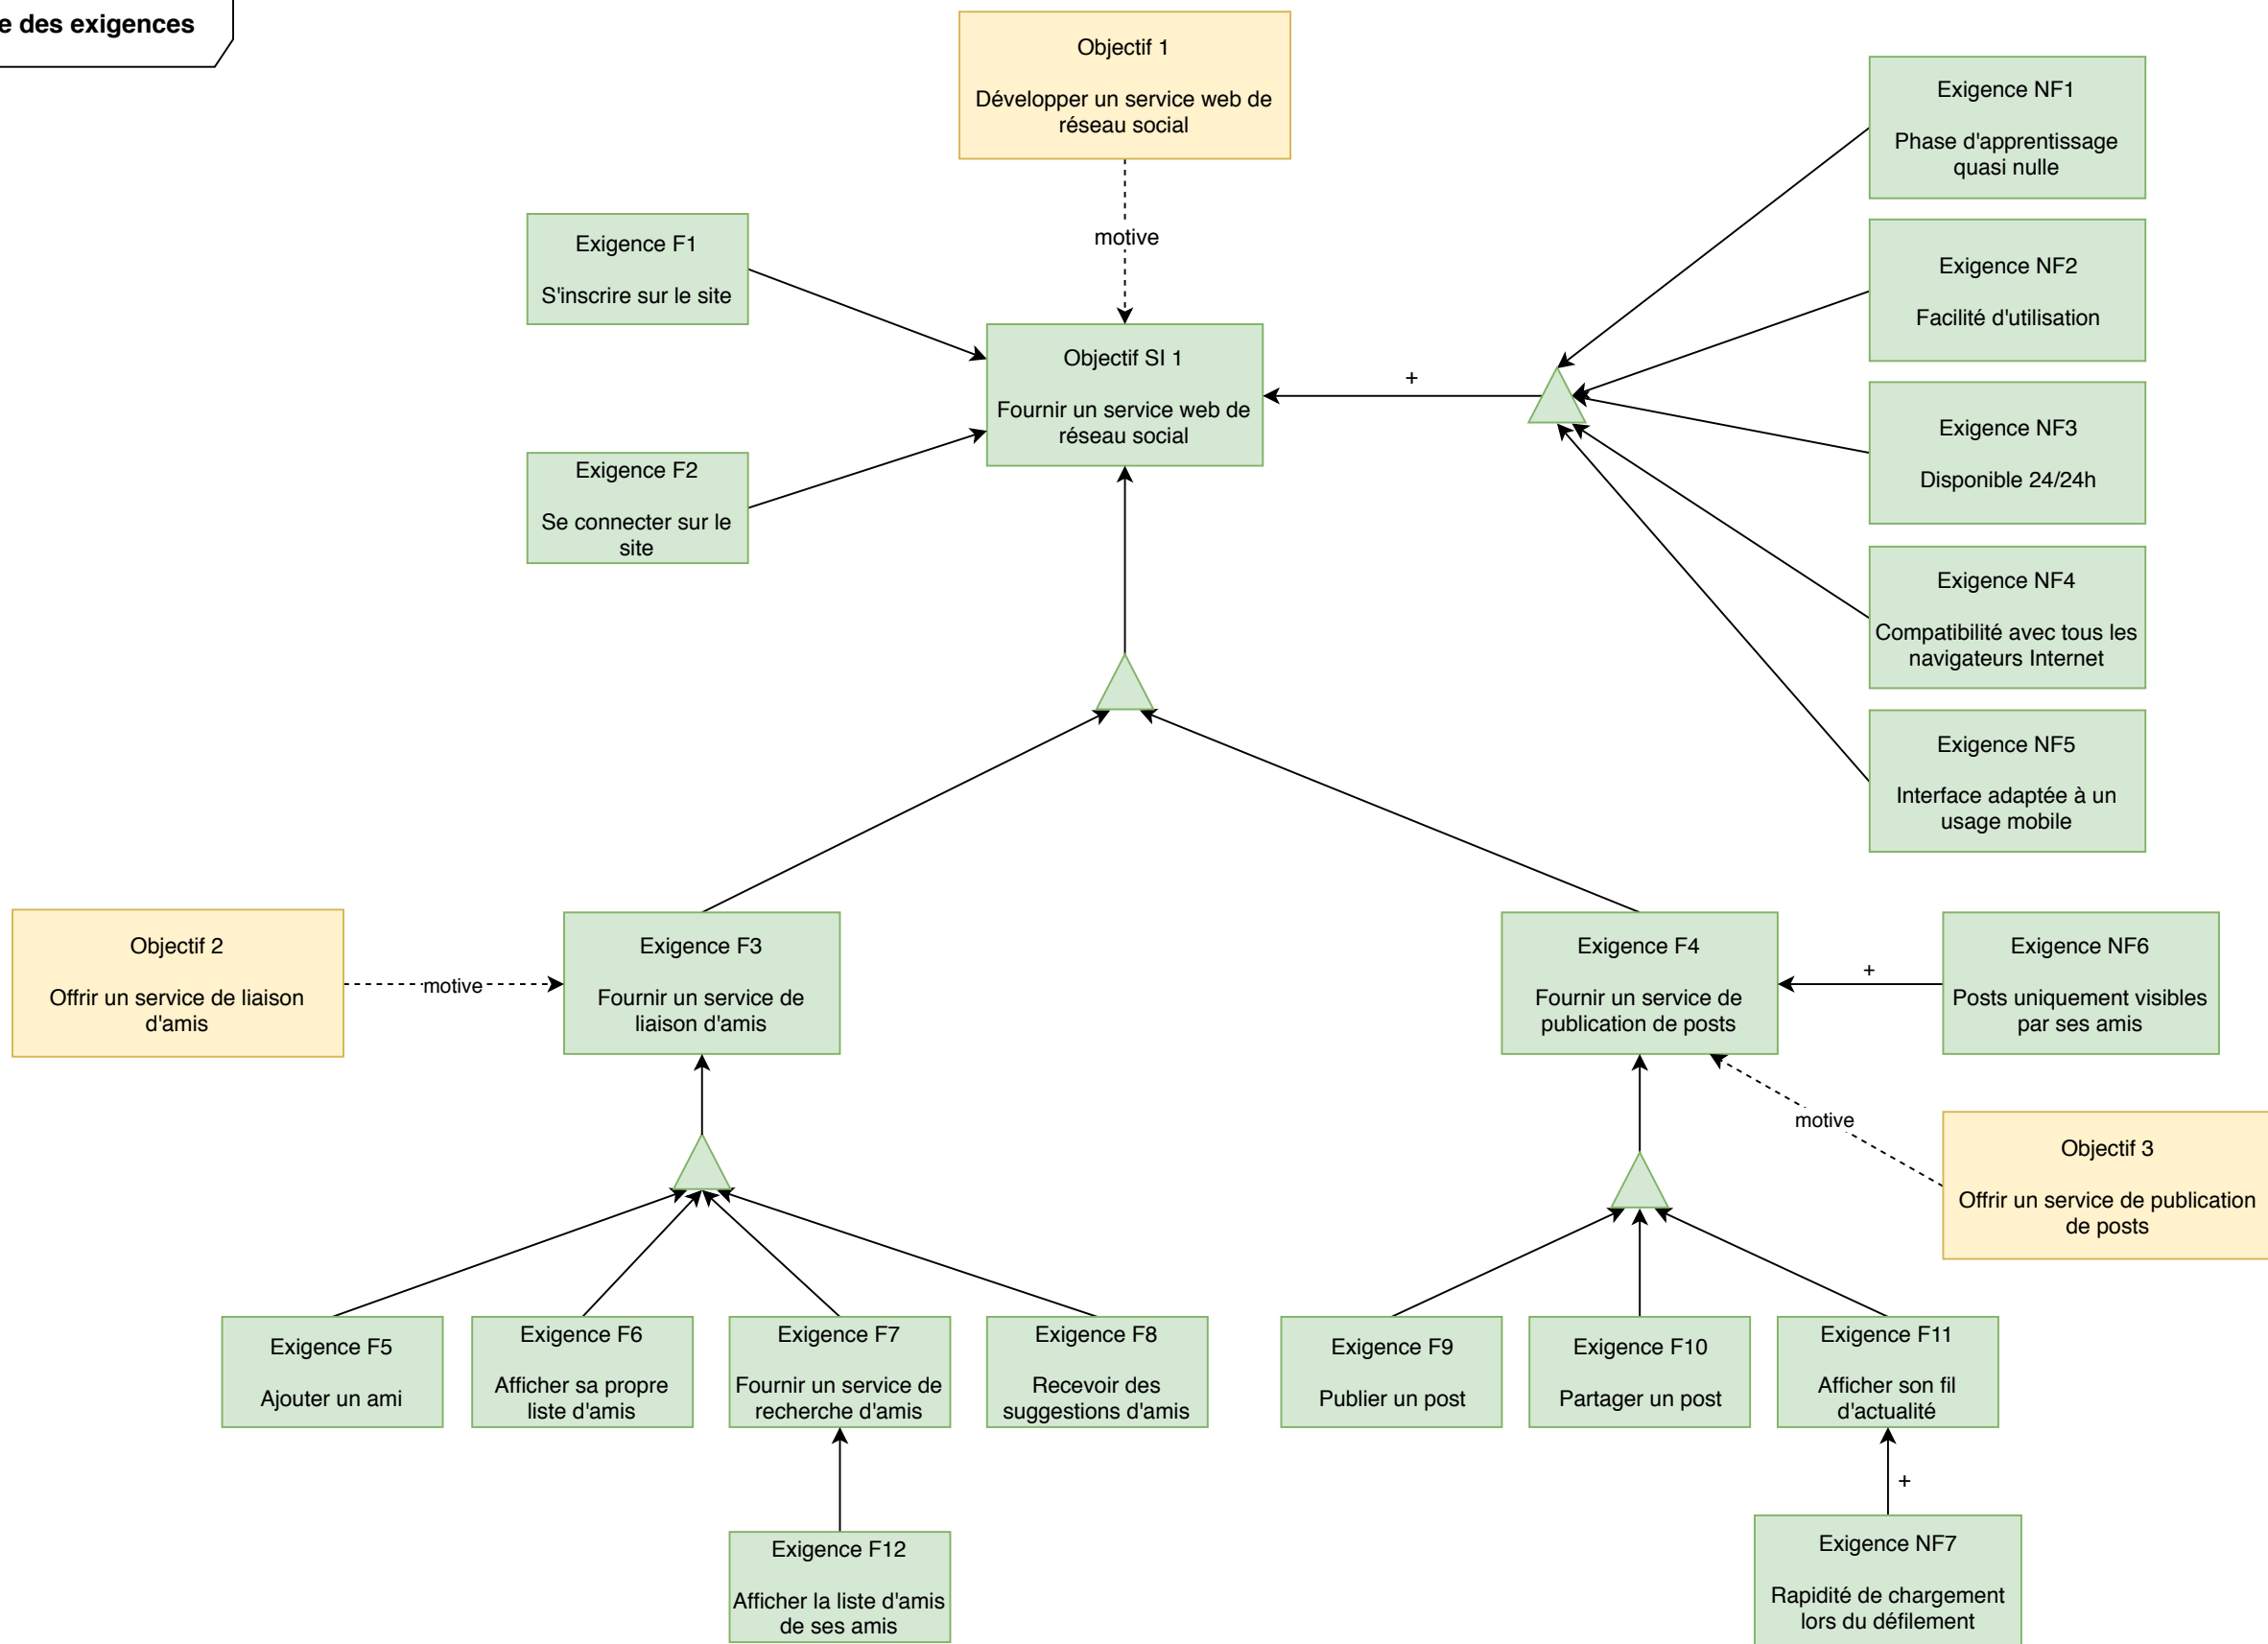 e des exigences
Objectif 1
Développer un service web de
réseau social
motive
Exigence F1
S'inscrire sur le site
Exigence F2
Se connecter sur le
site
Objectif SI 1
Fournir un service web de
réseau social
+
Exigence NF1
Phase d'apprentissage
quasi nulle
Exigence NF2
Facilité d'utilisation
Exigence NF3
Disponible 24/24h
Exigence NF4
Compatibilité avec tous les
navigateurs Internet
Exigence NF5
Interface adaptée à un
usage mobile
Objectif 2
Offrir un service de liaison
d'amis
motive
Exigence F3
Fournir un service de
liaison d'amis
Exigence F4
Fournir un service de
publication de posts
+
Exigence NF6
Posts uniquement visibles
par ses amis
motive
Objectif 3
Offrir un service de publication
de posts
Exigence F5
Ajouter un ami
Exigence F6
Afficher sa propre
liste d'amis
Exigence F7
Fournir un service de
recherche d'amis
Exigence F8
Recevoir des
suggestions d'amis
Exigence F9
Publier un post
Exigence F10
Partager un post
Exigence F11
Afficher son fil
d'actualité
+
Exigence F12
Afficher la liste d'amis
de ses amis
Exigence NF7
Rapidité de chargement
lors du défilement